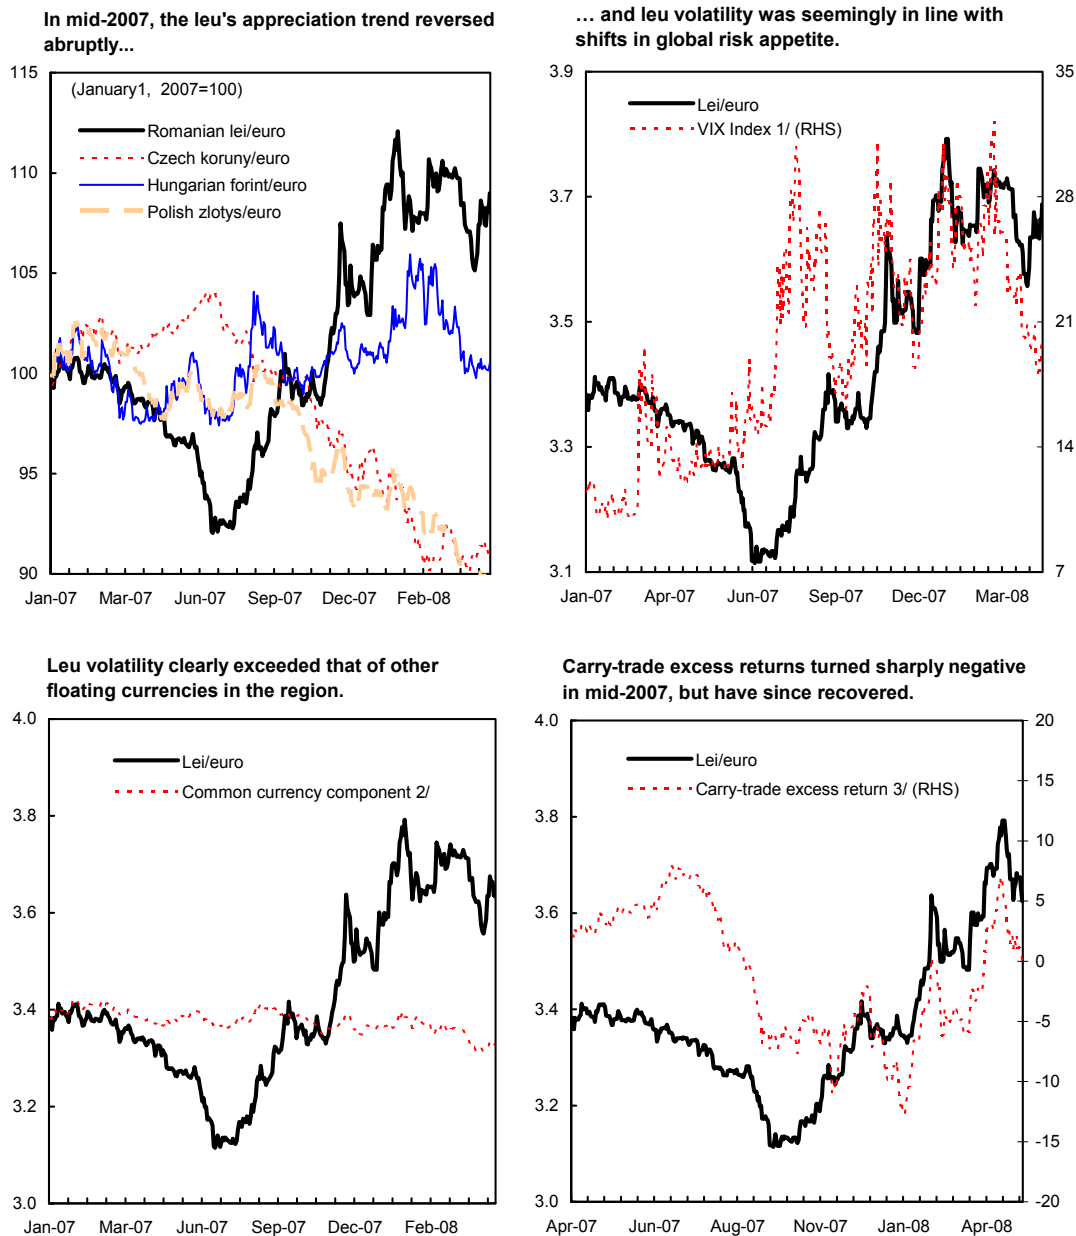 In mid-2007, the leu's appreciation trend reversed
abruptly...
115
110
105
100
95
90
(January1, 2007=100)
Romanian lei/euro
Czech koruny/euro
Hungarian forint/euro
Polish zlotys/euro
Jan-07 Mar-07 Jun-07 Sep-07 Dec-07 Feb-08
… and leu volatility was seemingly in line with
shifts in global risk appetite.
3.9
3.7
3.5
3.3
3.1
Lei/euro
VIX Index 1/ (RHS)
35
28
21
14
7
Jan-07 Apr-07 Jun-07 Sep-07 Dec-07 Mar-08
Leu volatility clearly exceeded that of other
floating currencies in the region.
4.0
3.8
3.6
3.4
3.2
3.0
Lei/euro
Common currency component 2/
Jan-07 Mar-07 Jun-07 Sep-07 Dec-07 Feb-08
Carry-trade excess returns turned sharply negative
in mid-2007, but have since recovered.
4.0
3.8
3.6
3.4
3.2
3.0
Lei/euro
Carry-trade excess return 3/ (RHS)
20
15
10
5
0
-5
-10
-15
-20
Apr-07 Jun-07 Aug-07 Nov-07 Jan-08 Apr-08